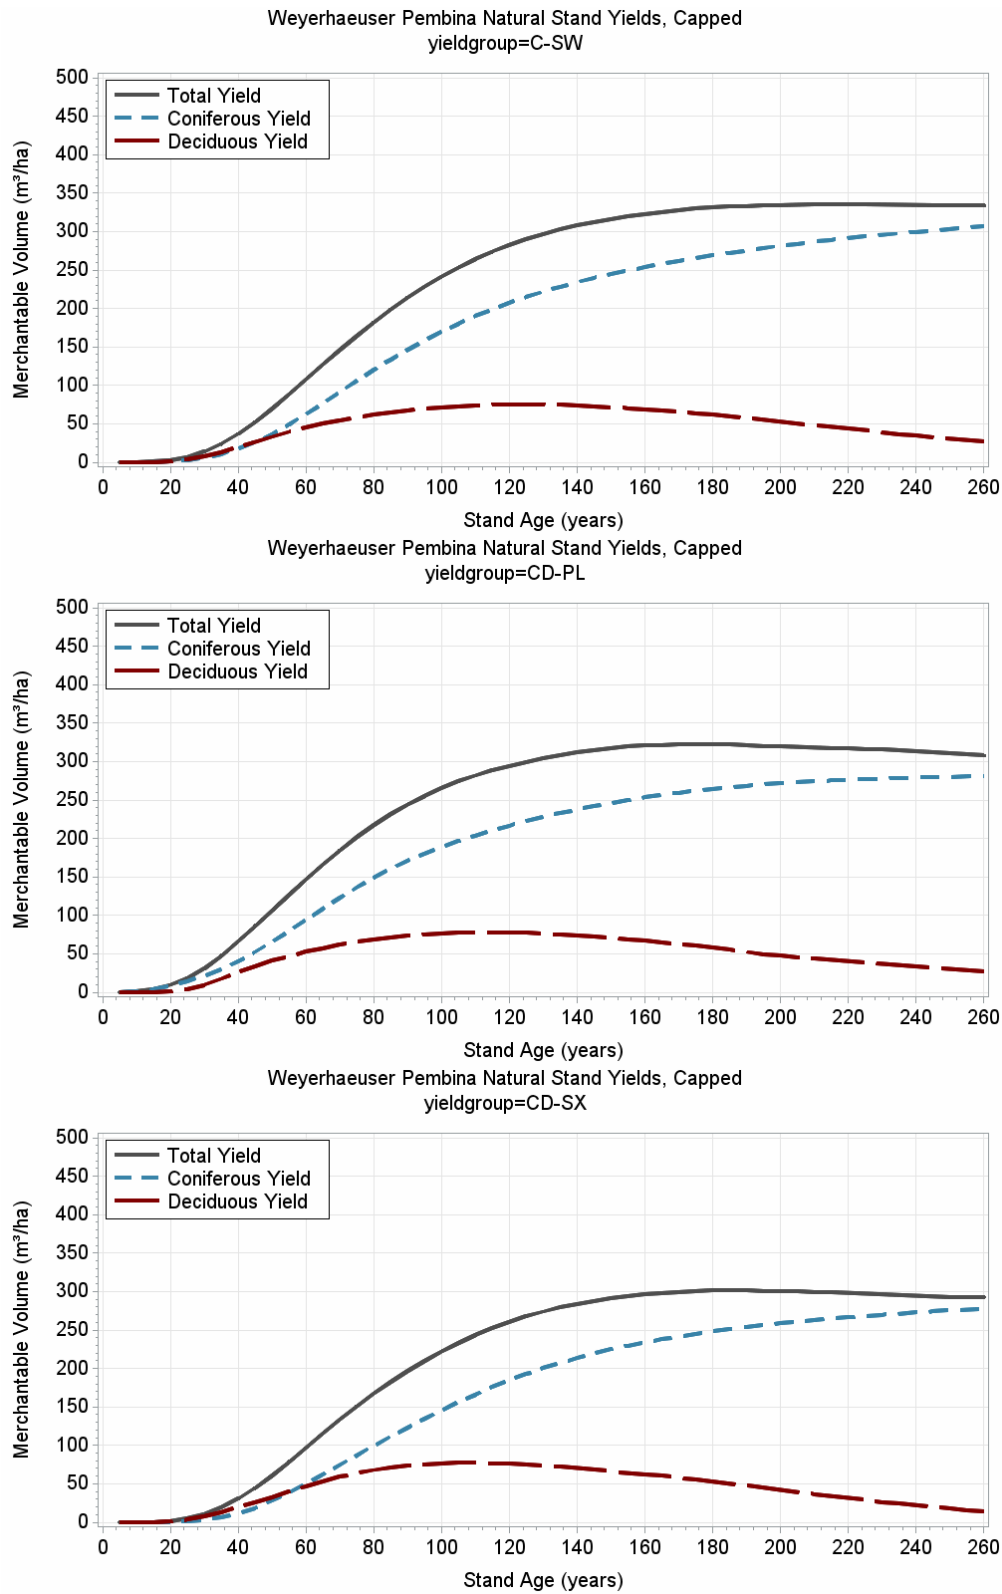 Weyerhaeuser Pembina Natural Stand Yields, Capped
yieldgroup=C-SW
500
450
400
350
300
250
200
150
100
50
0
Merchantable Volume (m³/ha)
Total Yield
Coniferous Yield
Deciduous Yield
0 20 40 60 80 100 120 140 160 180 200 220 240 260
Stand Age (years)
Weyerhaeuser Pembina Natural Stand Yields, Capped
yieldgroup=CD-PL
500
450
400
350
300
250
200
150
100
50
0
Merchantable Volume (m³/ha)
Total Yield
Coniferous Yield
Deciduous Yield
0 20 40 60 80 100 120 140 160 180 200 220 240 260
Stand Age (years)
Weyerhaeuser Pembina Natural Stand Yields, Capped
yieldgroup=CD-SX
500
450
400
350
300
250
200
150
100
50
0
Merchantable Volume (m³/ha)
Total Yield
Coniferous Yield
Deciduous Yield
0 20 40 60 80 100 120 140 160 180 200 220 240 260
Stand Age (years)